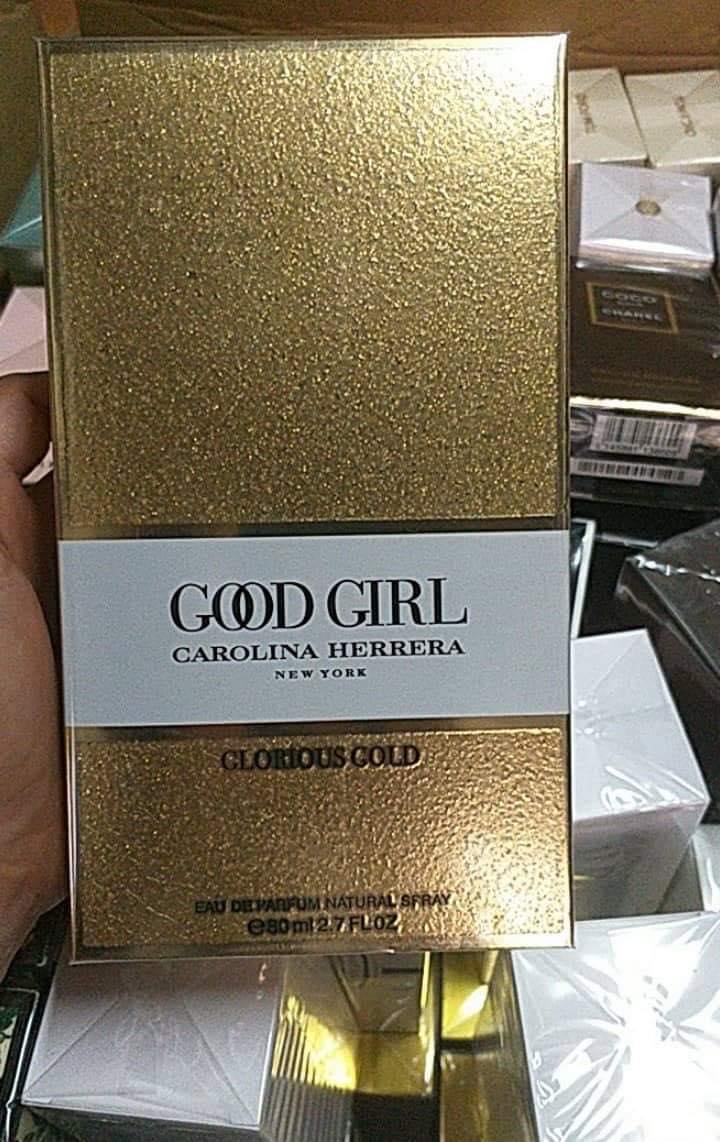 GOOD GIRL
CAROLINA HERRERA
NEW YORK
GLORIOUS GOLD
EAU DE PARFUM NATURAL SPRAY
e 80 ml 2.7 FL.OZ
COCO
CHANEL